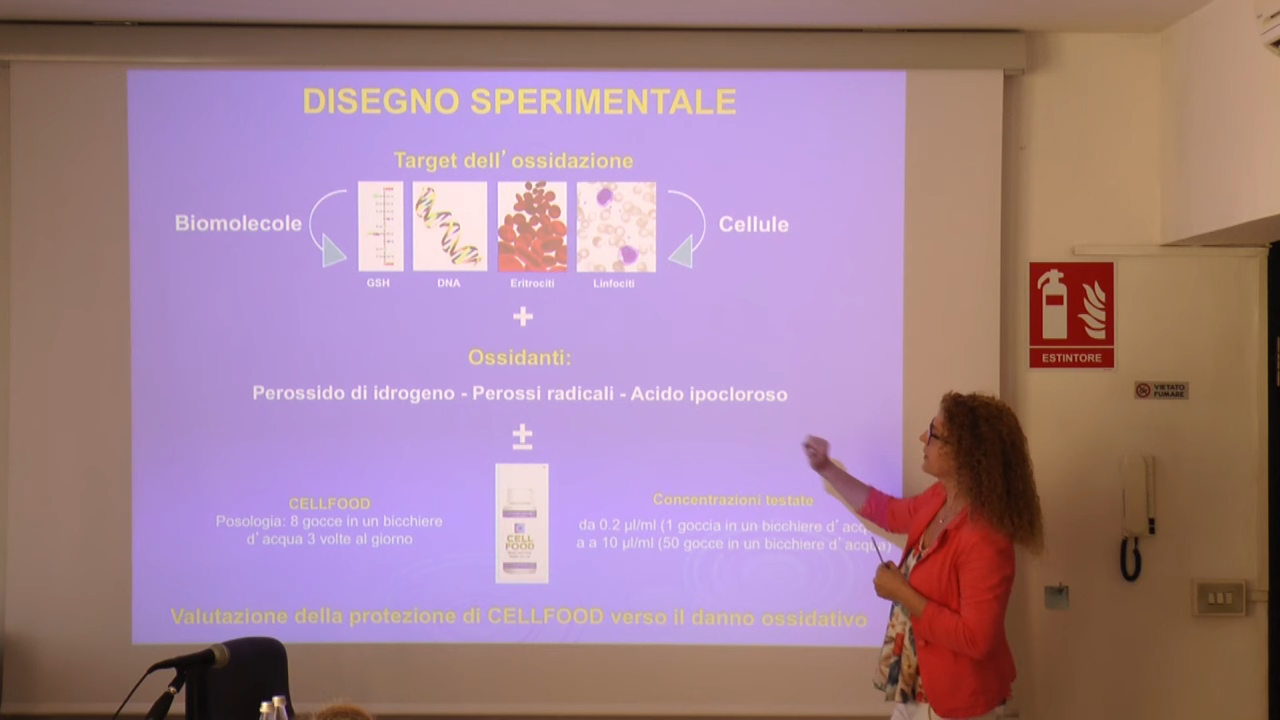 DISEGNO SPERIMENTALE
Target dell' ossidazione
Biomolecole
Cellule
GSH
DNA
Eritrociti
Linfociti
+
Ossidanti:
Perossido di idrogeno - Perossi radicali - Acido ipocloroso
±
CELLFOOD
Posologia: 8 gocce in un bicchiere
d' acqua 3 volte al giorno
CELL
FOOD
Concentrazioni testate
da 0.2 µl/ml (1 goccia in un bicchiere d' acq
a a 10 µl/ml (50 gocce in un bicchiere d' acqua)
Valutazione della protezione di CELLFOOD verso il danno ossidativo
ESTINTORE
VIETATO
FUMARE